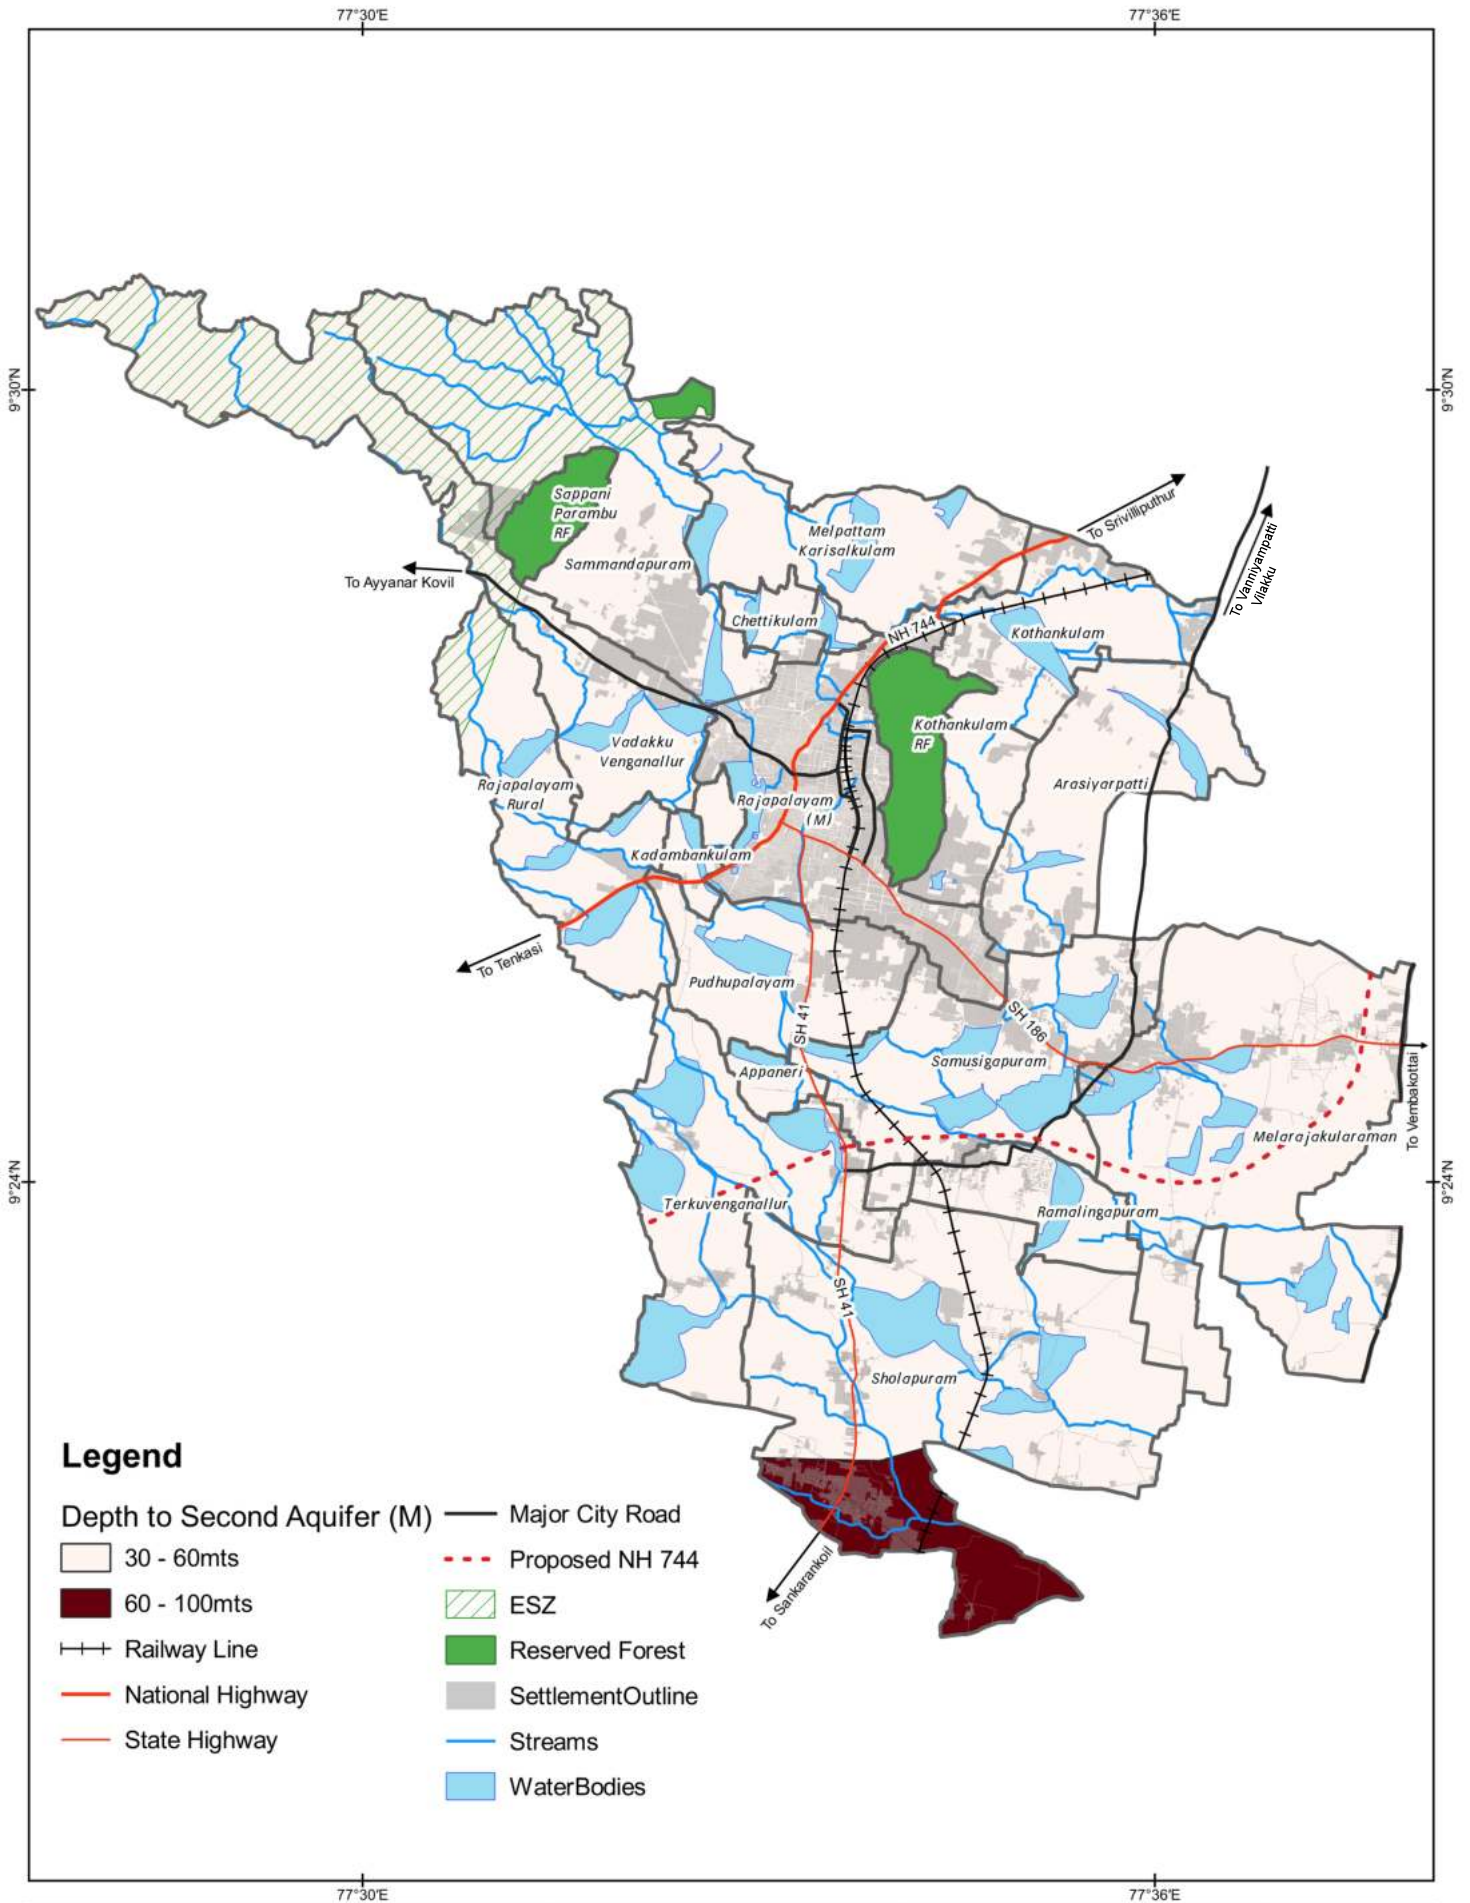 77°30'E
77°36'E
9°30'N
9°30'N
Sappani
Parambu
RF
Sammandapuram
Melpattam
Karisalkulam
To Srivilliputhur
To Vanniyampatti
Vilakku
To Ayyanar Kovil
Chettikulam
NH 744
Kothankulam
Vadakku
Venganallur
Kothankulam
RF
Rajapalayam
Rural
Rajapalayam
(M)
Arasiyarpatti
Kadambankulam
To Tenkasi
Pudhupalayam
SH 41
SH 186
Appaneri
Samusigapuram
To Vembakottai
Melarajakularaman
9°24'N
9°24'N
Terkuvenganallur
Ramalingapuram
SH 41
Sholapuram
To Sankarankoil
Legend
Depth to Second Aquifer (M)
30 - 60mts
60 - 100mts
Railway Line
National Highway
State Highway
Major City Road
Proposed NH 744
ESZ
Reserved Forest
SettlementOutline
Streams
WaterBodies
77°30'E
77°36'E